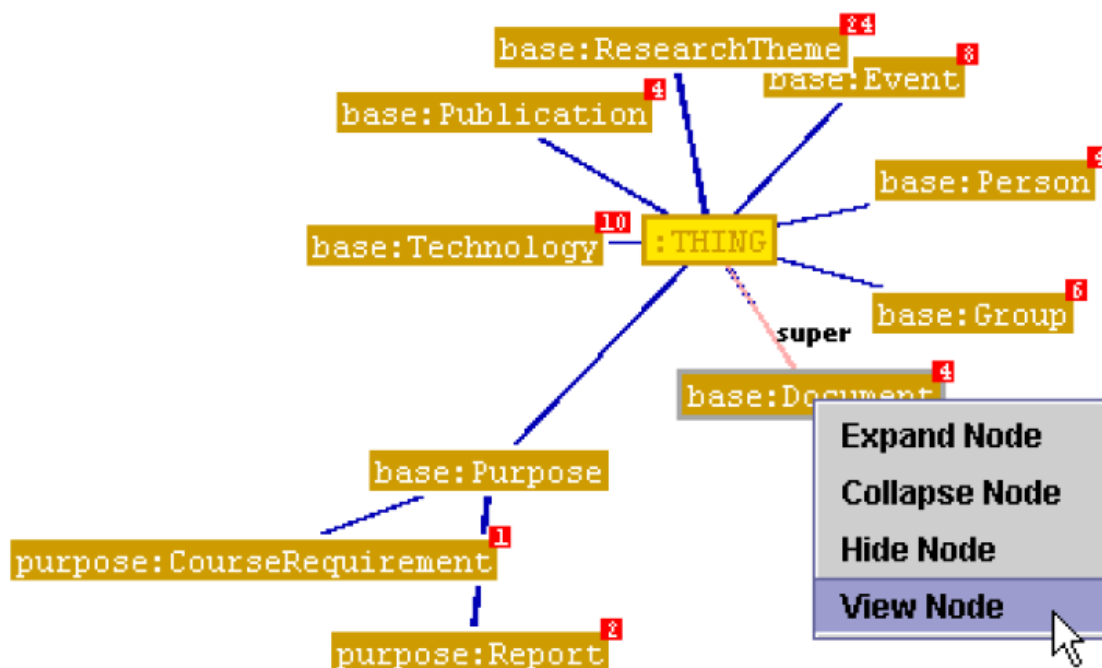 24
base:ResearchTheme
8
base:Event
4
base:Publication
4
base:Person
10
base:Technology
:THING
6
base:Group
super
4
base:Document
Expand Node
base:Purpose
Collapse Node
1
purpose:CourseRequirement
Hide Node
View Node
2
purpose:Report